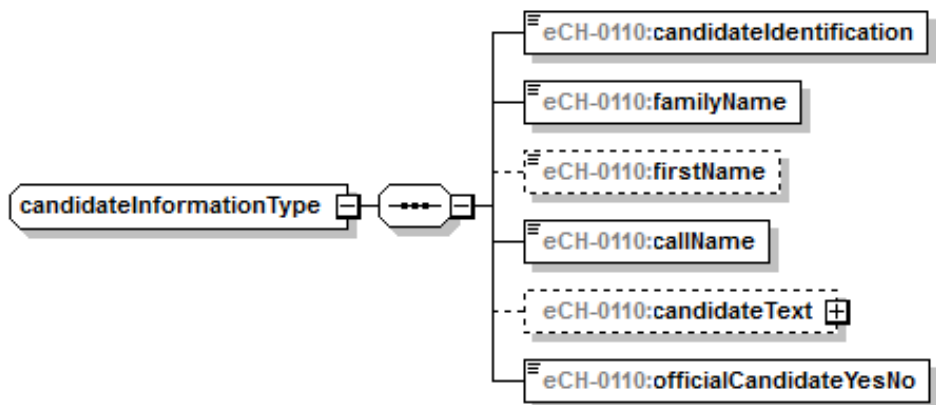 eCH-0110:candidateIdentification
eCH-0110:familyName
eCH-0110:firstName
candidateInformationType
eCH-0110:callName
eCH-0110:candidateText
eCH-0110:officialCandidateYesNo